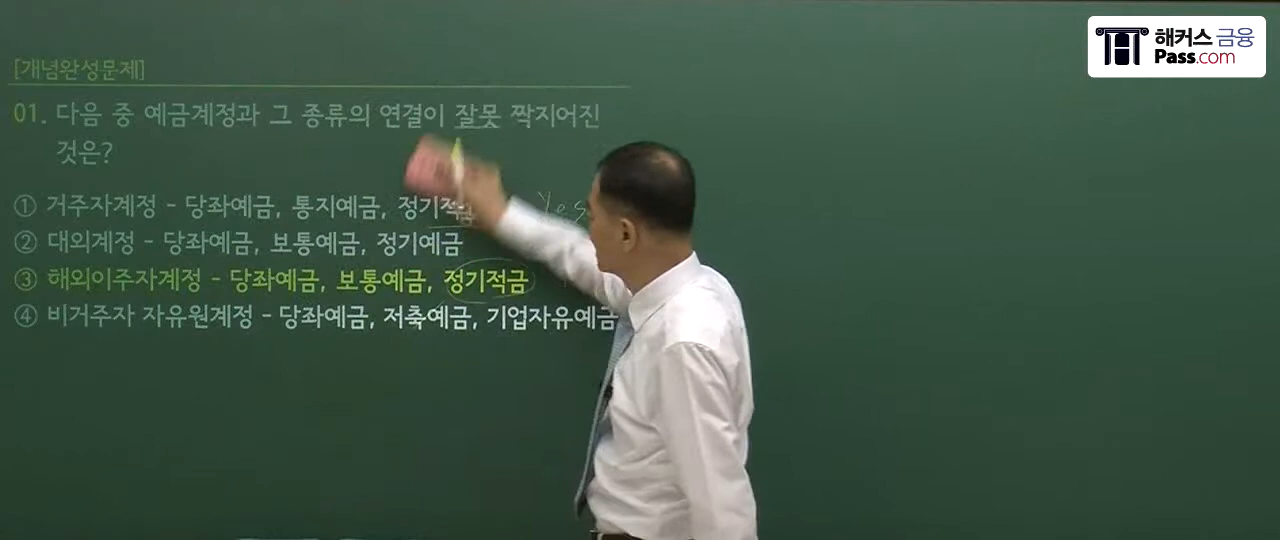 해커스 금융
Pass.com
[개념완성문제]
01. 다음 중 예금계정과 그 종류의 연결이 잘못 짝지어진
것은?
① 거주자계정 - 당좌예금, 통지예금, 정기적금
Yes
② 대외계정 - 당좌예금, 보통예금, 정기예금
③ 해외이주자계정 - 당좌예금, 보통예금, 정기적금
④ 비거주자 자유원계정 - 당좌예금, 저축예금, 기업자유예금